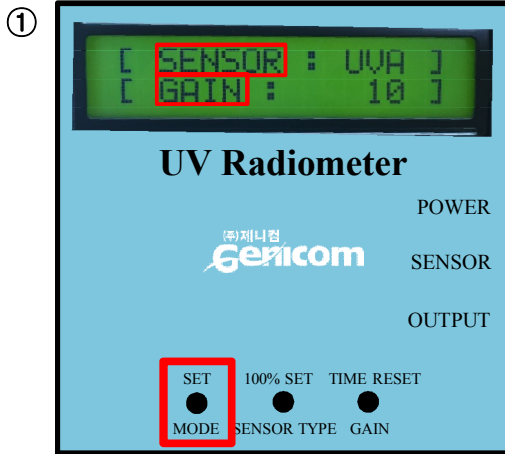 ①
[ SENSOR : UVA ]
[ GAIN : 10 ]
UV Radiometer
POWER
(주)제니컴
Genicom
SENSOR
OUTPUT
SET 100% SET TIME RESET
MODE SENSOR TYPE GAIN